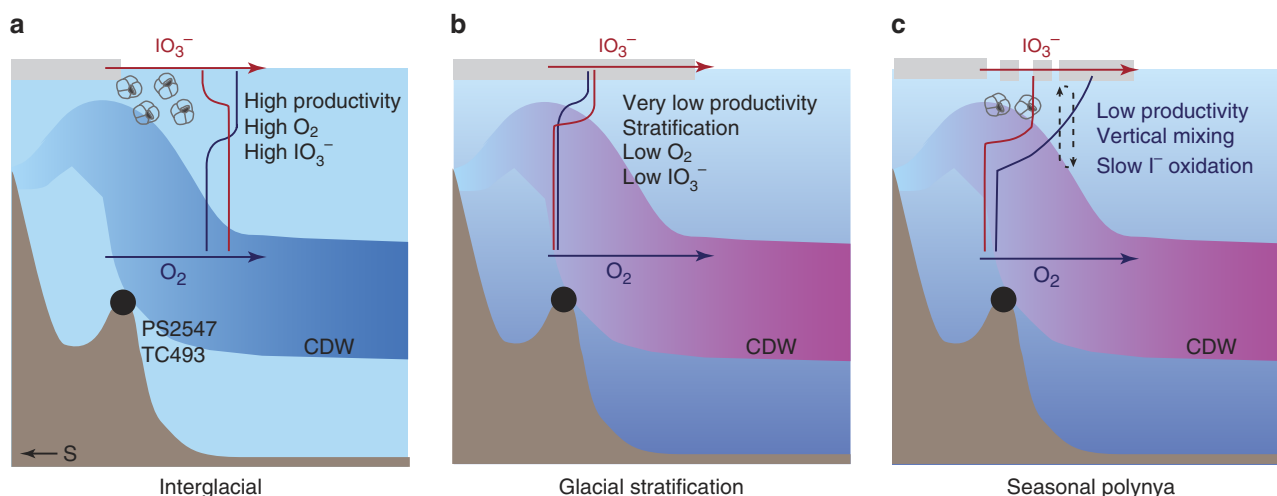 a
IO₃⁻
High productivity
High O₂
High IO₃⁻
O₂
PS2547
TC493
CDW
S
Interglacial
b
IO₃⁻
Very low productivity
Stratification
Low O₂
Low IO₃⁻
O₂
CDW
Glacial stratification
c
IO₃⁻
Low productivity
Vertical mixing
Slow I⁻ oxidation
O₂
CDW
Seasonal polynya